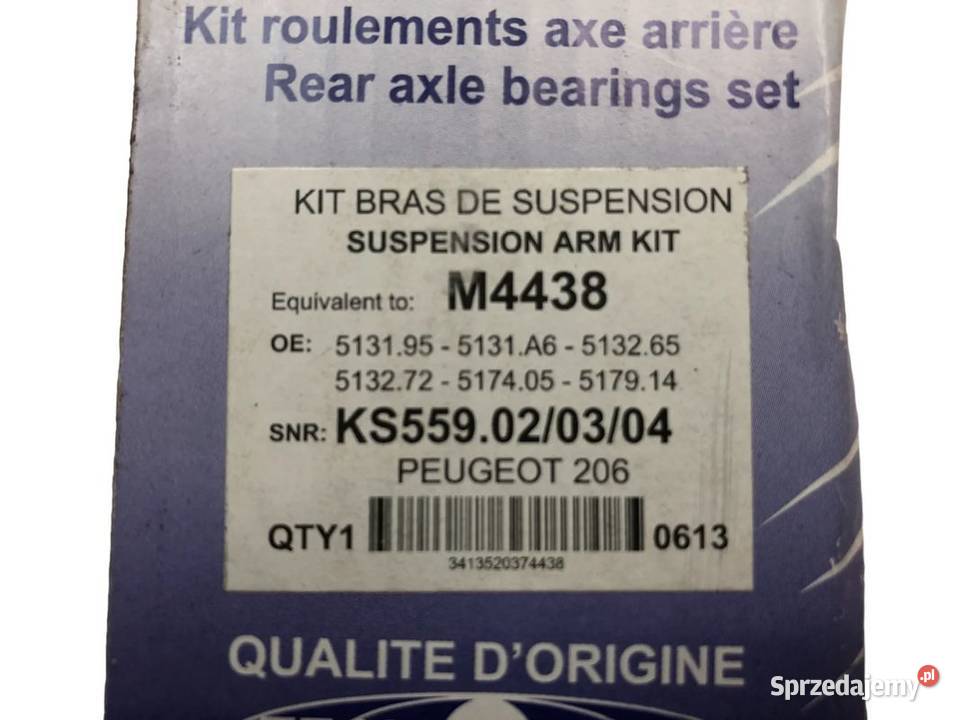 Kit roulements axe arrière
Rear axle bearings set
KIT BRAS DE SUSPENSION
SUSPENSION ARM KIT
Equivalent to: M4438
OE: 5131.95 - 5131.A6 - 5132.65
5132.72 - 5174.05 - 5179.14
SNR: KS559.02/03/04
PEUGEOT 206
QTY1 0613
3413520374438
QUALITE D'ORIGINE
Sprzedajemy.pl